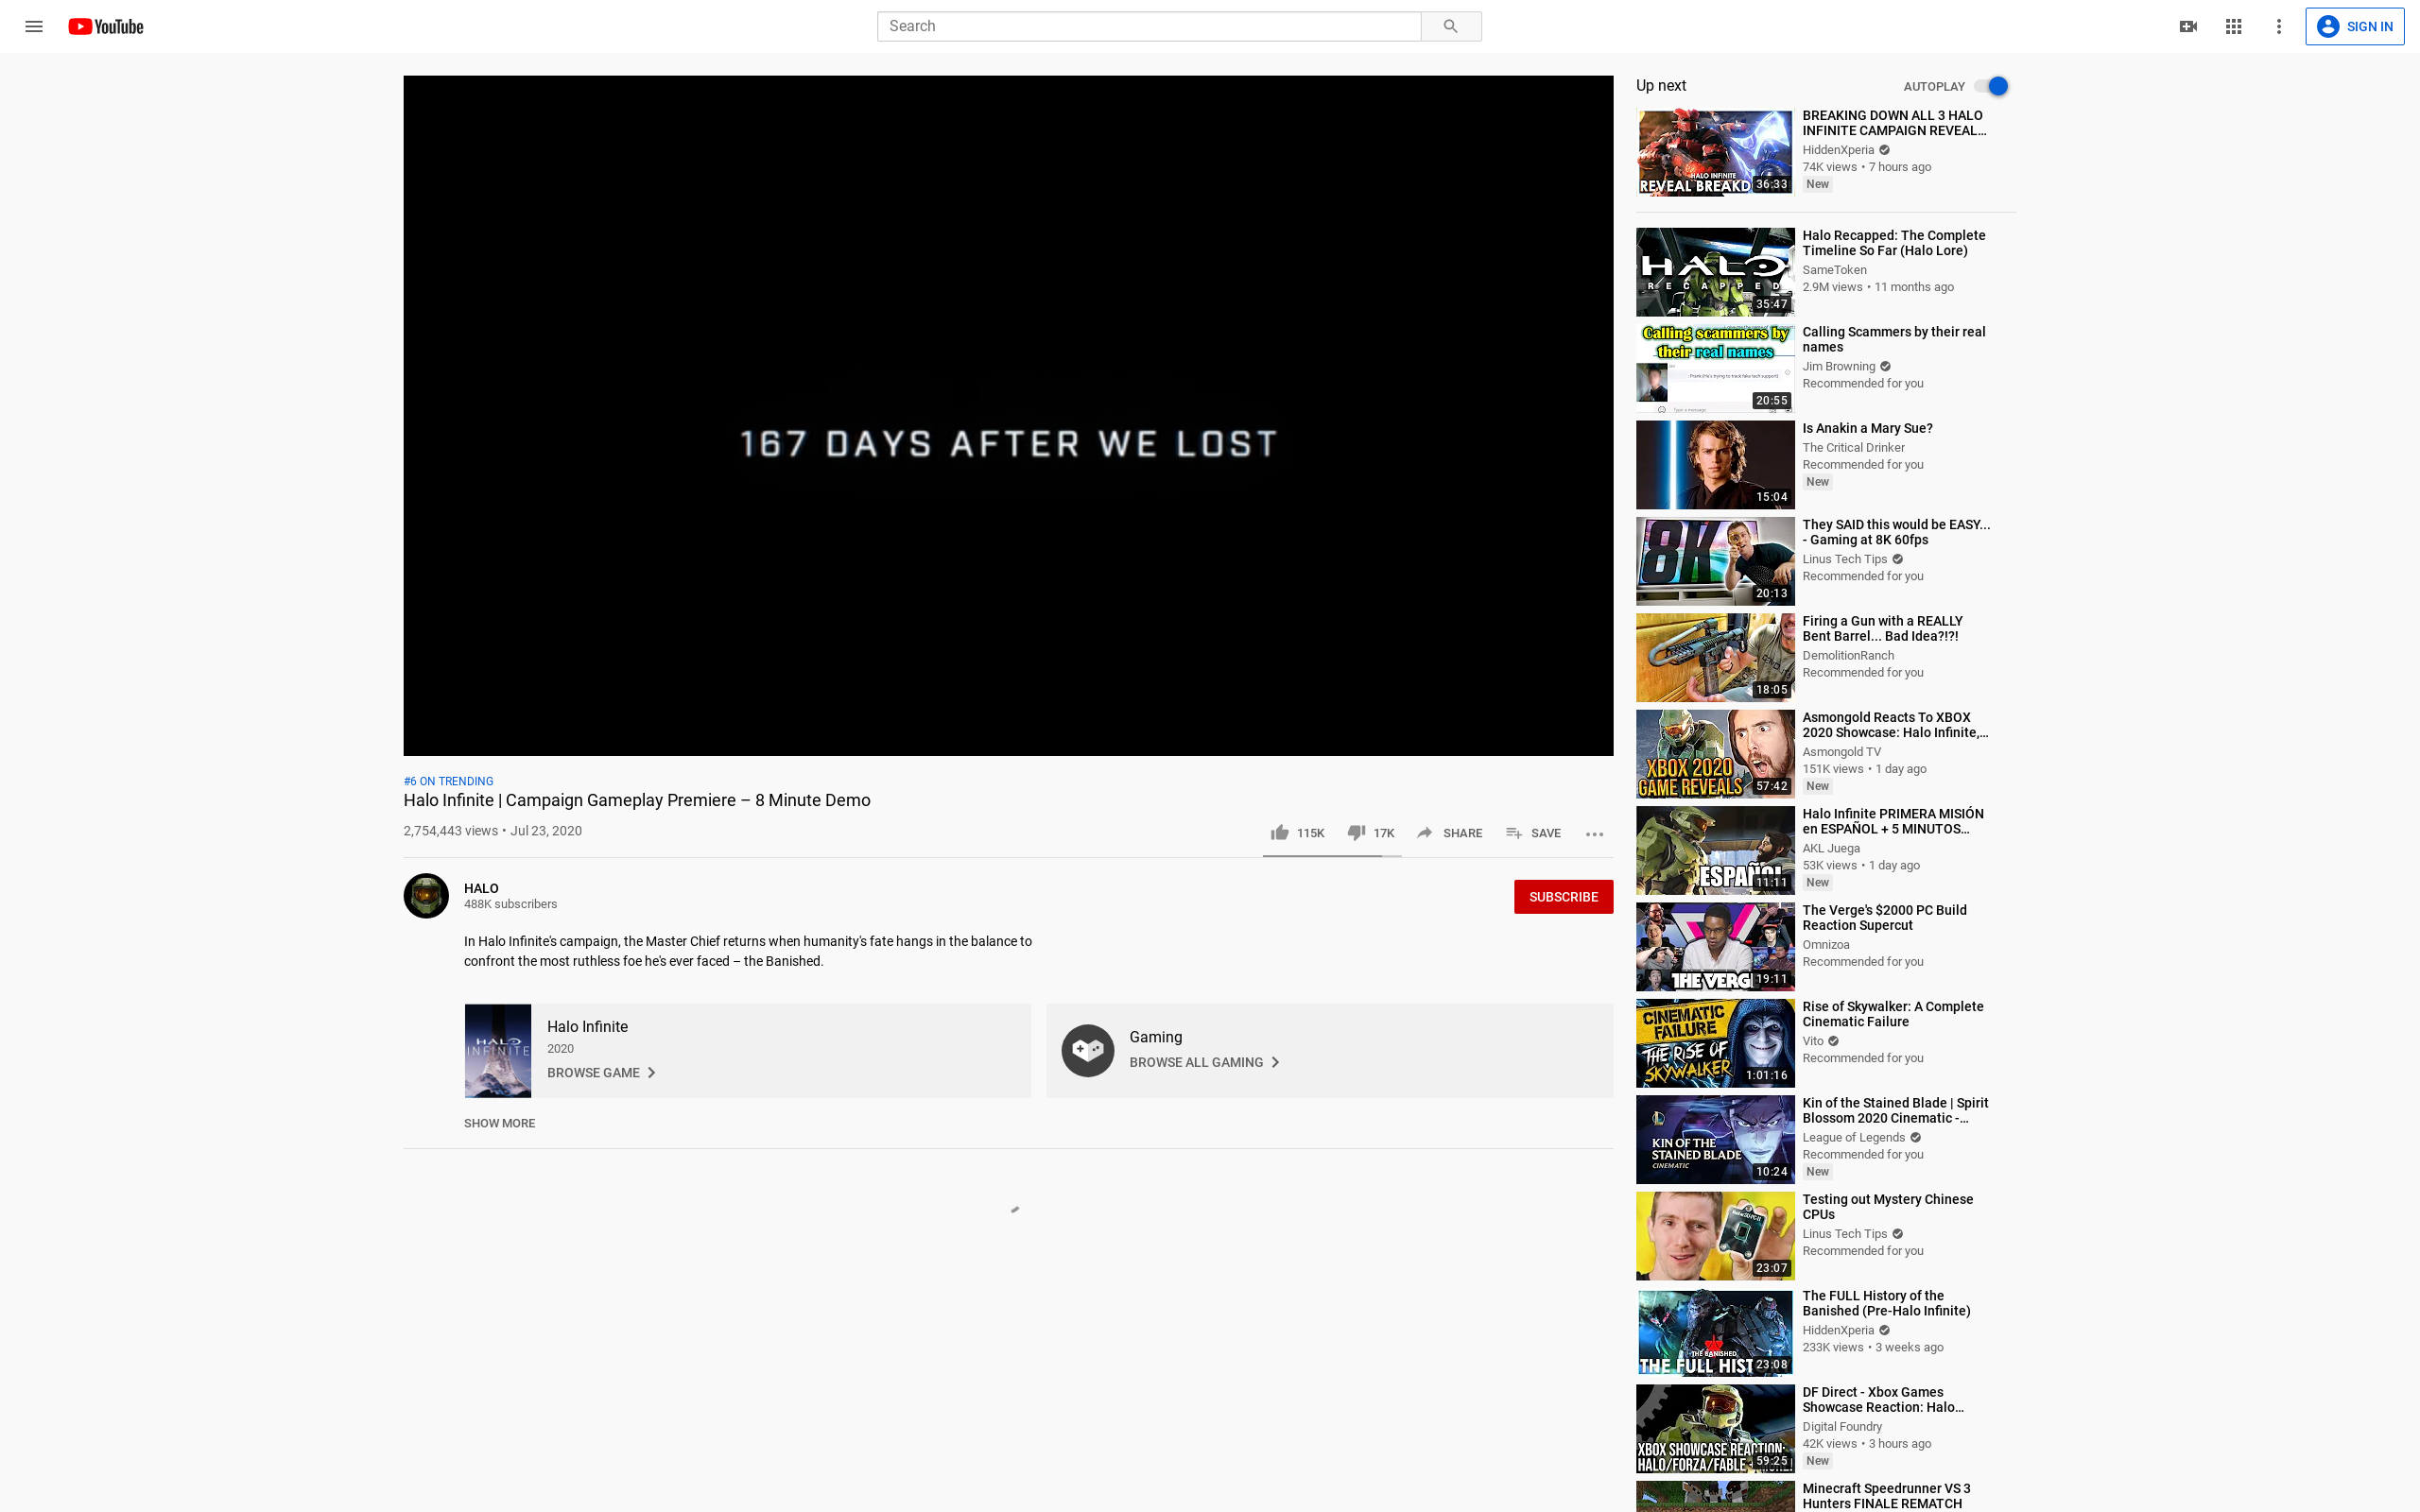 YouTube
Search
SIGN IN
167 DAYS AFTER WE LOST
#6 ON TRENDING
Halo Infinite | Campaign Gameplay Premiere – 8 Minute Demo
2,754,443 views • Jul 23, 2020
115K
17K
SHARE
SAVE
HALO
488K subscribers
SUBSCRIBE
In Halo Infinite's campaign, the Master Chief returns when humanity's fate hangs in the balance to
confront the most ruthless foe he's ever faced – the Banished.
HALO
INFINITE
Halo Infinite
2020
BROWSE GAME
Gaming
BROWSE ALL GAMING
SHOW MORE
Up next
AUTOPLAY
HALO INFINITE
REVEAL BREAKD
36:33
BREAKING DOWN ALL 3 HALO
INFINITE CAMPAIGN REVEAL...
HiddenXperia
74K views • 7 hours ago
New
HALO
RECAPPED
35:47
Halo Recapped: The Complete
Timeline So Far (Halo Lore)
SameToken
2.9M views • 11 months ago
Calling scammers by
their real names
Type a message
20:55
Calling Scammers by their real
names
Jim Browning
Recommended for you
15:04
Is Anakin a Mary Sue?
The Critical Drinker
Recommended for you
New
8K
20:13
They SAID this would be EASY...
- Gaming at 8K 60fps
Linus Tech Tips
Recommended for you
18:05
Firing a Gun with a REALLY
Bent Barrel... Bad Idea?!?!
DemolitionRanch
Recommended for you
XBOX 2020
GAME REVEALS
57:42
Asmongold Reacts To XBOX
2020 Showcase: Halo Infinite,...
Asmongold TV
151K views • 1 day ago
New
ESPAÑOL
11:11
Halo Infinite PRIMERA MISIÓN
en ESPAÑOL + 5 MINUTOS...
AKL Juega
53K views • 1 day ago
New
THE VERG
19:11
The Verge's $2000 PC Build
Reaction Supercut
Omnizoa
Recommended for you
CINEMATIC
FAILURE
THE RISE OF
SKYWALKER
1:01:16
Rise of Skywalker: A Complete
Cinematic Failure
Vito
Recommended for you
KIN OF THE
STAINED BLADE
CINEMATIC
10:24
Kin of the Stained Blade | Spirit
Blossom 2020 Cinematic -...
League of Legends
Recommended for you
New
23:07
Testing out Mystery Chinese
CPUs
Linus Tech Tips
Recommended for you
THE BANISHED
THE FULL HIST
23:08
The FULL History of the
Banished (Pre-Halo Infinite)
HiddenXperia
233K views • 3 weeks ago
XBOX SHOWCASE REACTION:
HALO/FORZA/FABLE
59:25
DF Direct - Xbox Games
Showcase Reaction: Halo...
Digital Foundry
42K views • 3 hours ago
New
Minecraft Speedrunner VS 3
Hunters FINALE REMATCH